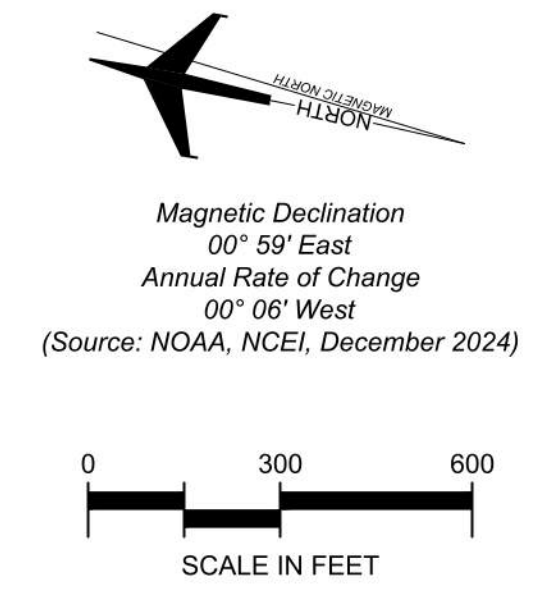 MAGNETIC NORTH
NORTH
Magnetic Declination
00° 59' East
Annual Rate of Change
00° 06' West
(Source: NOAA, NCEI, December 2024)
0 300 600
SCALE IN FEET